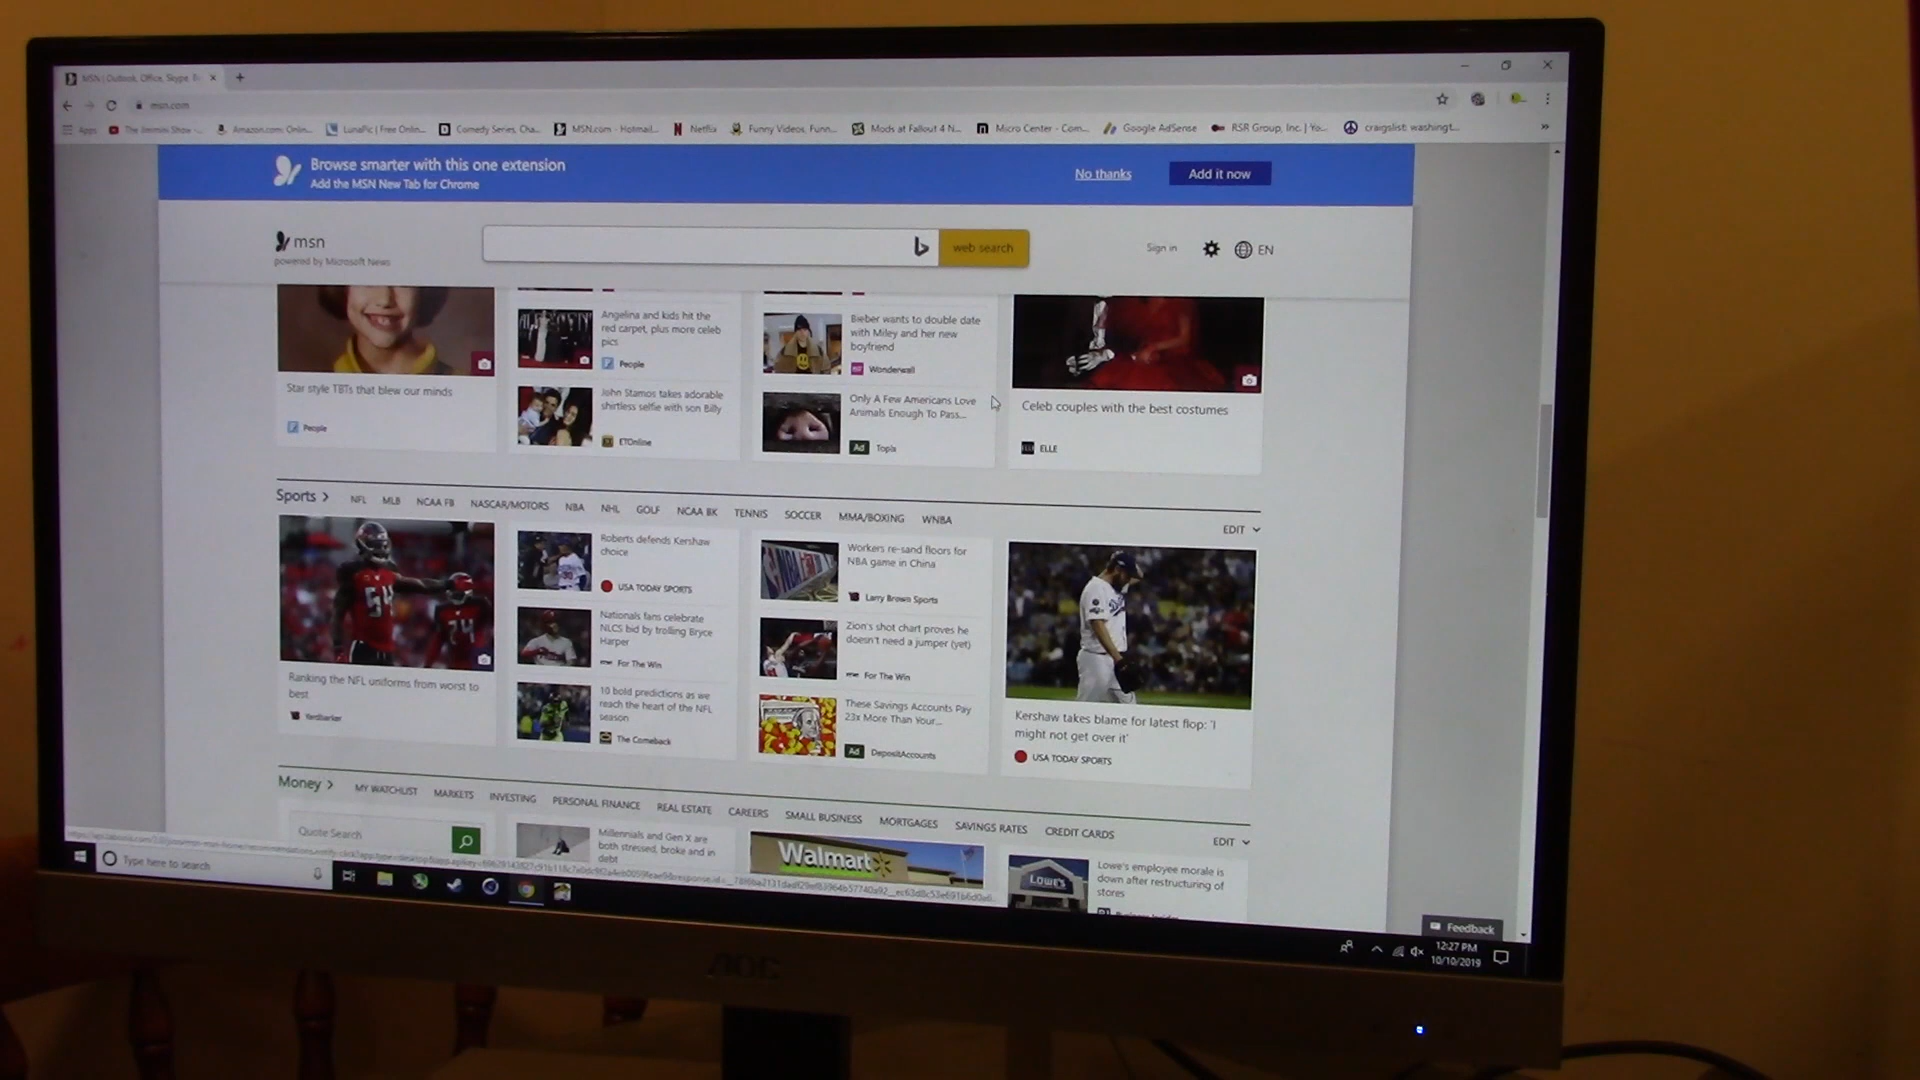 MSN | Outlook, Office, Skype, B
msn.com
Apps
The Jimmini Show -...
Amazon.com: Onlin...
LunaPic | Free Onlin...
Comedy Series, Cha...
MSN.com - Hotmail...
Netflix
Funny Videos, Funn...
Mods at Fallout 4 N...
Micro Center - Com...
Google AdSense
RSR Group, Inc. | Yo...
craigslist: washingt...
Browse smarter with this one extension
Add the MSN New Tab for Chrome
No thanks
Add it now
msn
powered by Microsoft News
web search
Sign in
EN
Star style TBTs that blew our minds
People
Angelina and kids hit the
red carpet, plus more celeb
pics
People
John Stamos takes adorable
shirtless selfie with son Billy
ETOnline
Bieber wants to double date
with Miley and her new
boyfriend
Wonderwall
Only A Few Americans Love
Animals Enough To Pass...
Ad Topix
Celeb couples with the best costumes
ELLE ELLE
Sports > NFL MLB NCAA FB NASCAR/MOTORS NBA NHL GOLF NCAA BK TENNIS SOCCER MMA/BOXING WNBA
EDIT
54
24
Ranking the NFL uniforms from worst to
best
Yardbarker
Roberts defends Kershaw
choice
USA TODAY SPORTS
Nationals fans celebrate
NLCS bid by trolling Bryce
Harper
For The Win
10 bold predictions as we
reach the heart of the NFL
season
The Comeback
Workers re-sand floors for
NBA game in China
Larry Brown Sports
Zion's shot chart proves he
doesn't need a jumper (yet)
For The Win
These Savings Accounts Pay
23x More Than Your...
Ad DepositAccounts
Kershaw takes blame for latest flop: 'I
might not get over it'
USA TODAY SPORTS
Money > MY WATCHLIST MARKETS INVESTING PERSONAL FINANCE REAL ESTATE CAREERS SMALL BUSINESS MORTGAGES SAVINGS RATES CREDIT CARDS
EDIT
Quote Search
Millennials and Gen X are
both stressed, broke and in
debt
Walmart
LOWE'S
Lowe's employee morale is
down after restructuring of
stores
Business Insider
Feedback
Type here to search
12:27 PM
10/10/2019
AOC